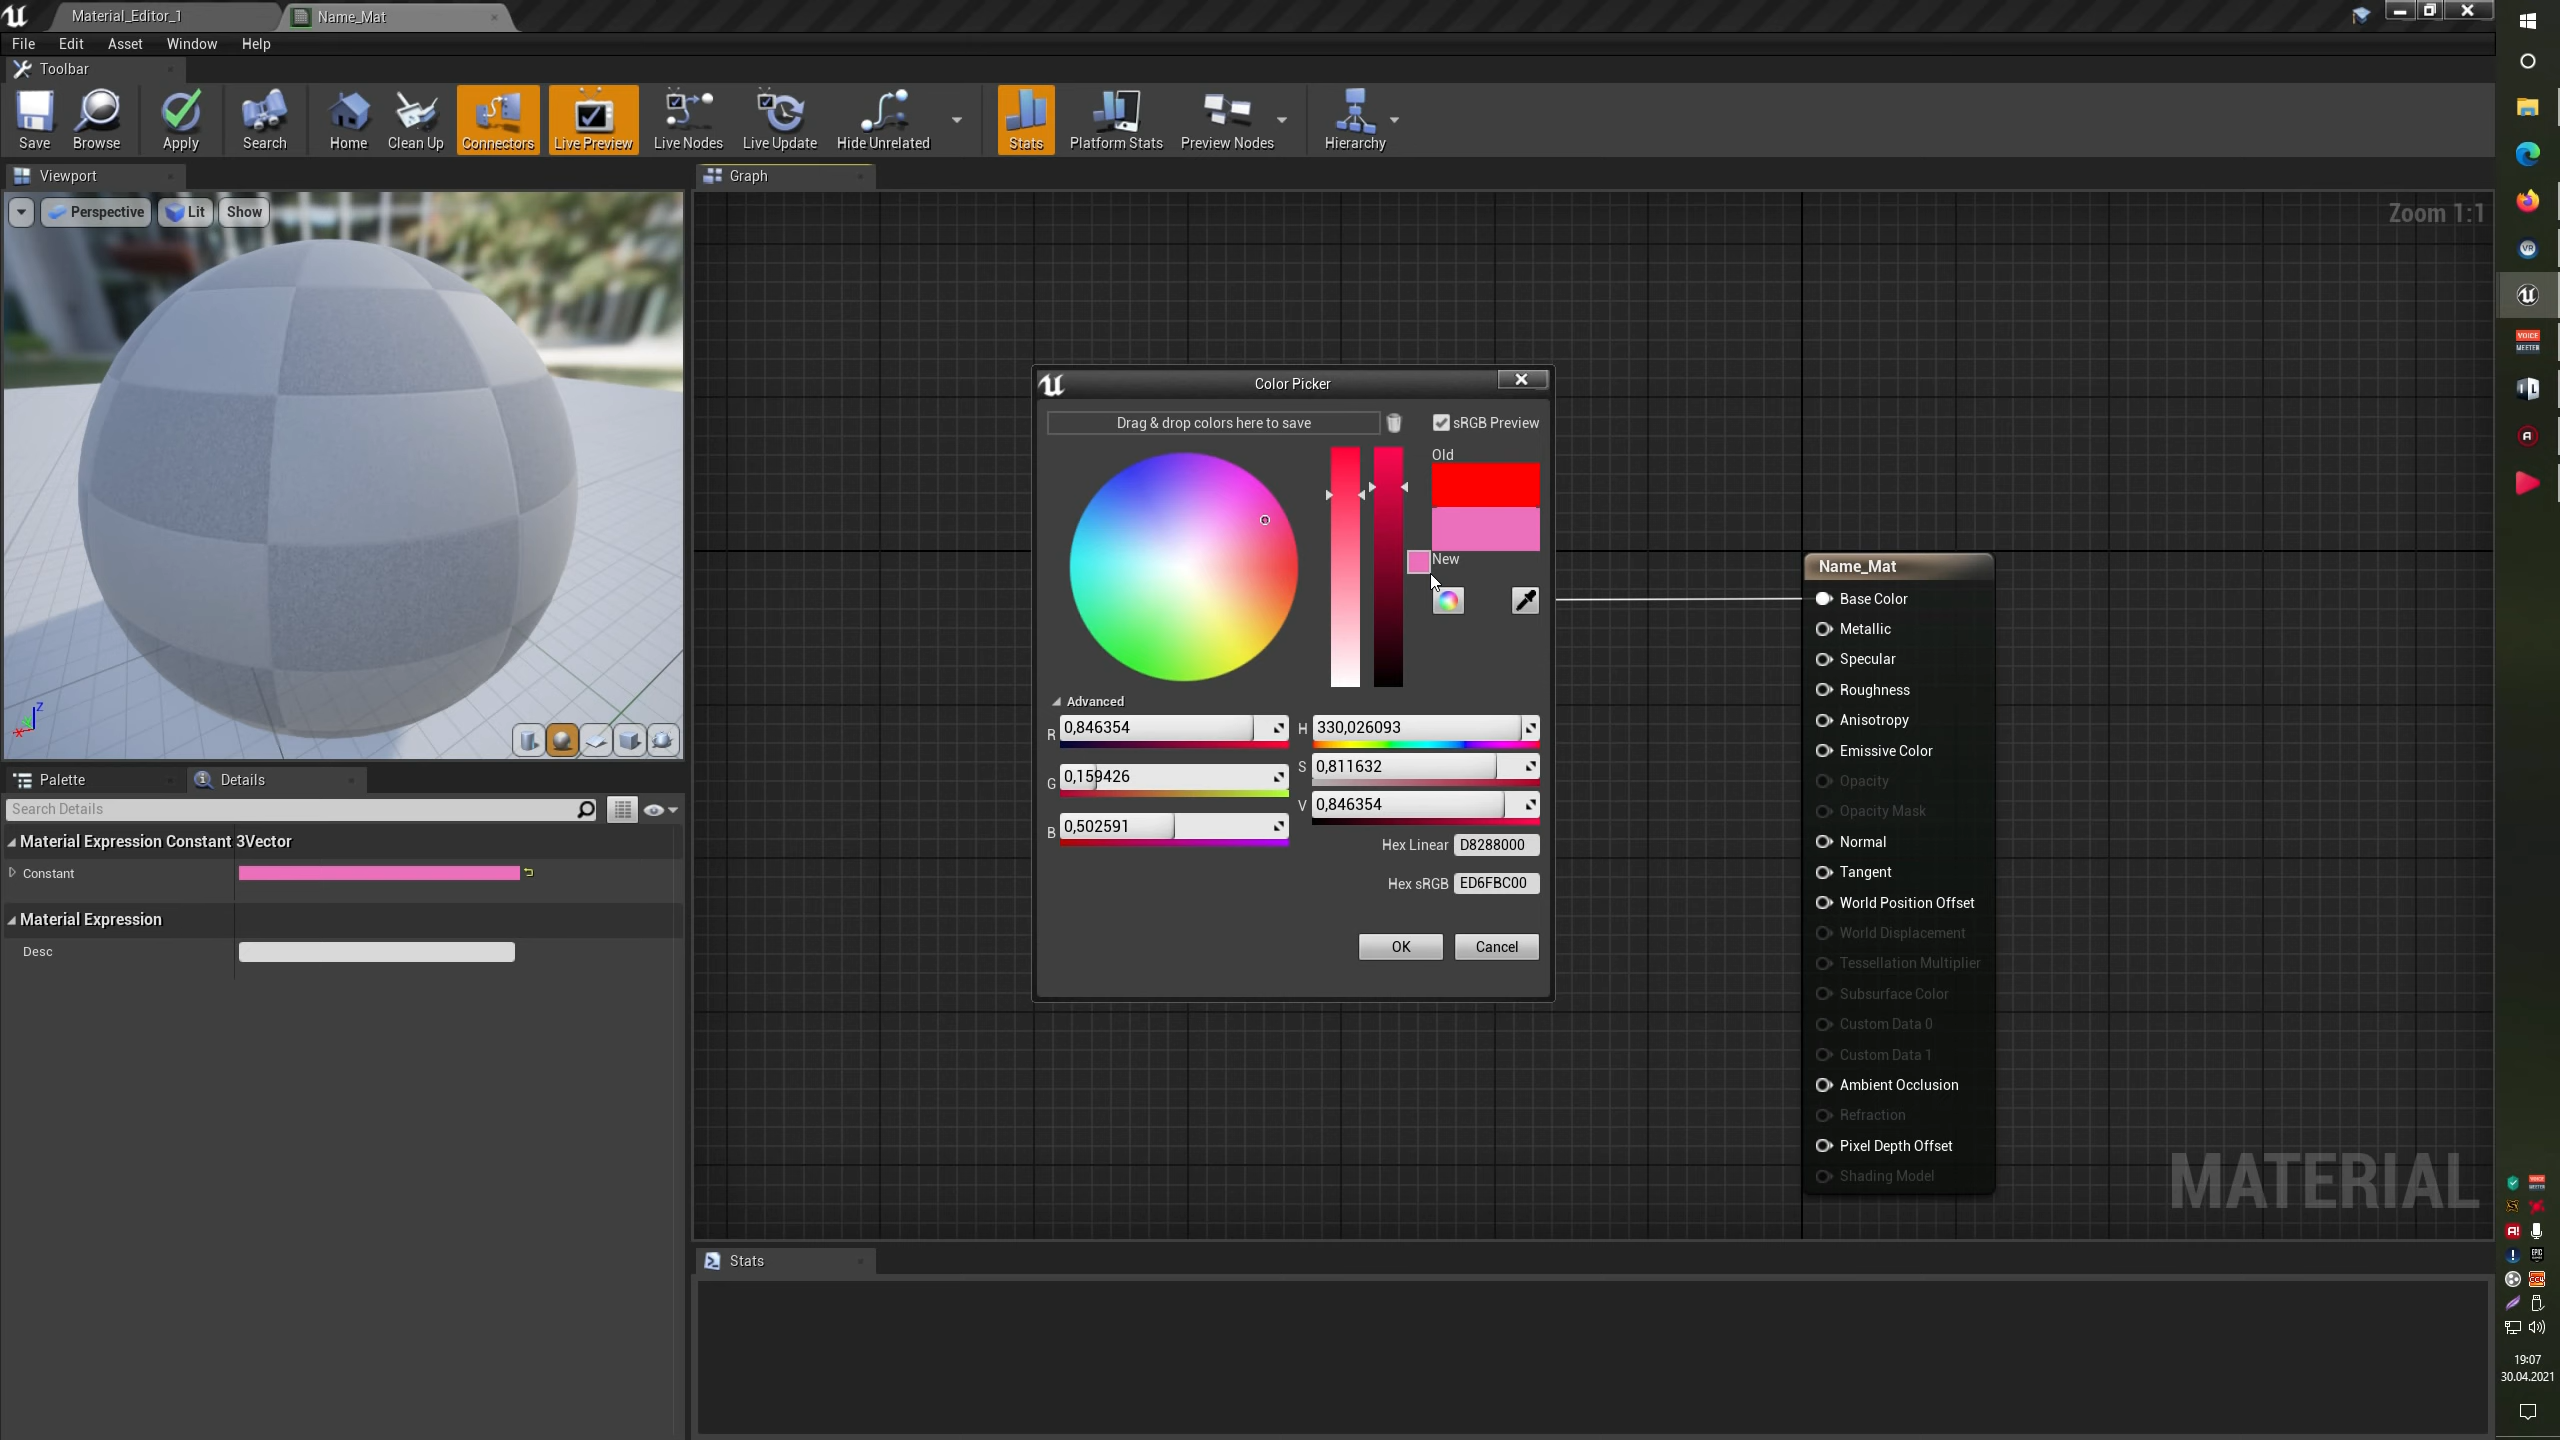 Material_Editor_1
Name_Mat
File Edit Asset Window Help
Toolbar
Save Browse Apply Search Home Clean Up Connectors Live Preview Live Nodes Live Update Hide Unrelated Stats Platform Stats Preview Nodes Hierarchy
Viewport
Perspective Lit Show
Z
X
Graph
Zoom 1:1
Color Picker
Drag & drop colors here to save
sRGB Preview
Old
New
Advanced
R 0,846354
G 0,159426
B 0,502591
H 330,026093
S 0,811632
V 0,846354
Hex Linear D8288000
Hex sRGB ED6FBC00
OK Cancel
Name_Mat
Base Color
Metallic
Specular
Roughness
Anisotropy
Emissive Color
Opacity
Opacity Mask
Normal
Tangent
World Position Offset
World Displacement
Tessellation Multiplier
Subsurface Color
Custom Data 0
Custom Data 1
Ambient Occlusion
Refraction
Pixel Depth Offset
Shading Model
MATERIAL
Palette Details
Search Details
Material Expression Constant 3Vector
Constant
Material Expression
Desc
Stats
VR
VOICE
MEETER
19:07
30.04.2021